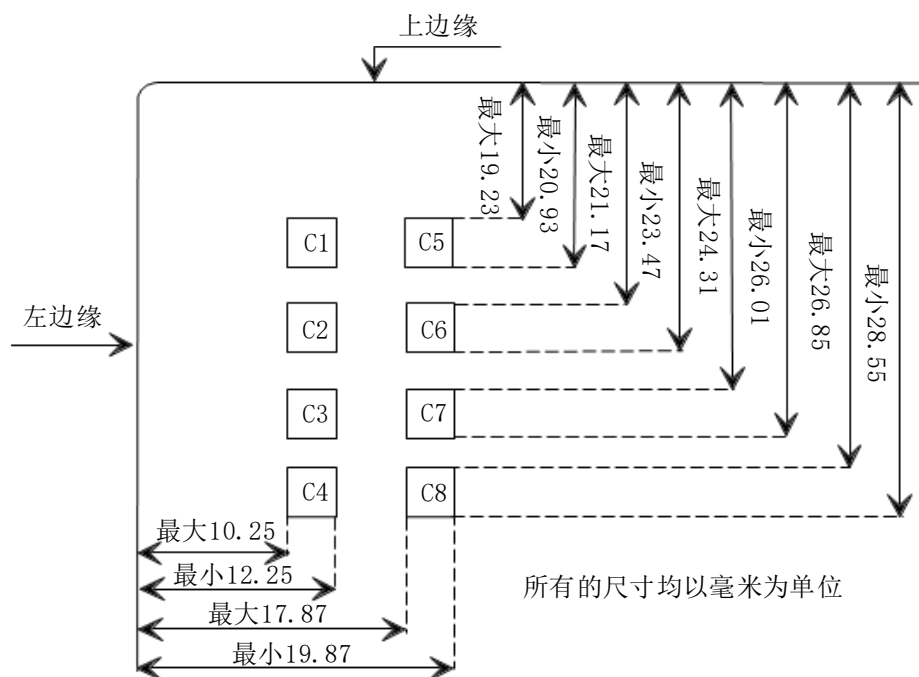 上边缘
最大19.23
最小20.93
最大21.17
最小23.47
最大24.31
最小26.01
最大26.85
最小28.55
C1
C5
左边缘
C2
C6
C3
C7
C4
C8
最大10.25
最小12.25
所有的尺寸均以毫米为单位
最大17.87
最小19.87